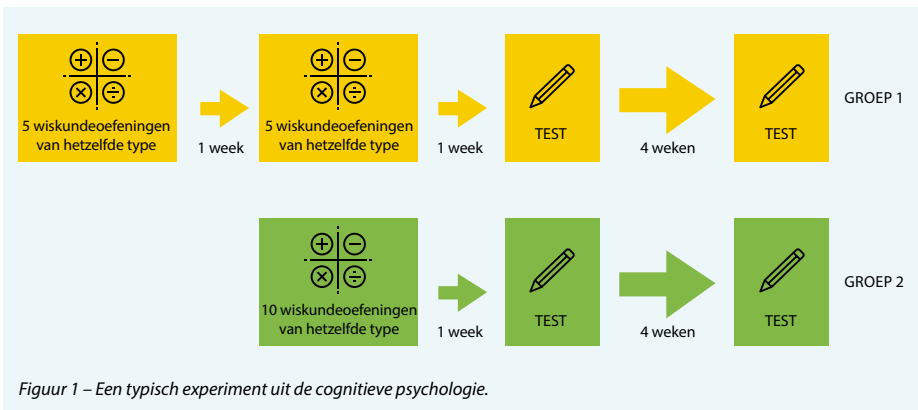 5 wiskundeoefeningen
van hetzelfde type
1 week
5 wiskundeoefeningen
van hetzelfde type
1 week
TEST
4 weken
TEST
GROEP 1
10 wiskundeoefeningen
van hetzelfde type
1 week
TEST
4 weken
TEST
GROEP 2
Figuur 1 – Een typisch experiment uit de cognitieve psychologie.